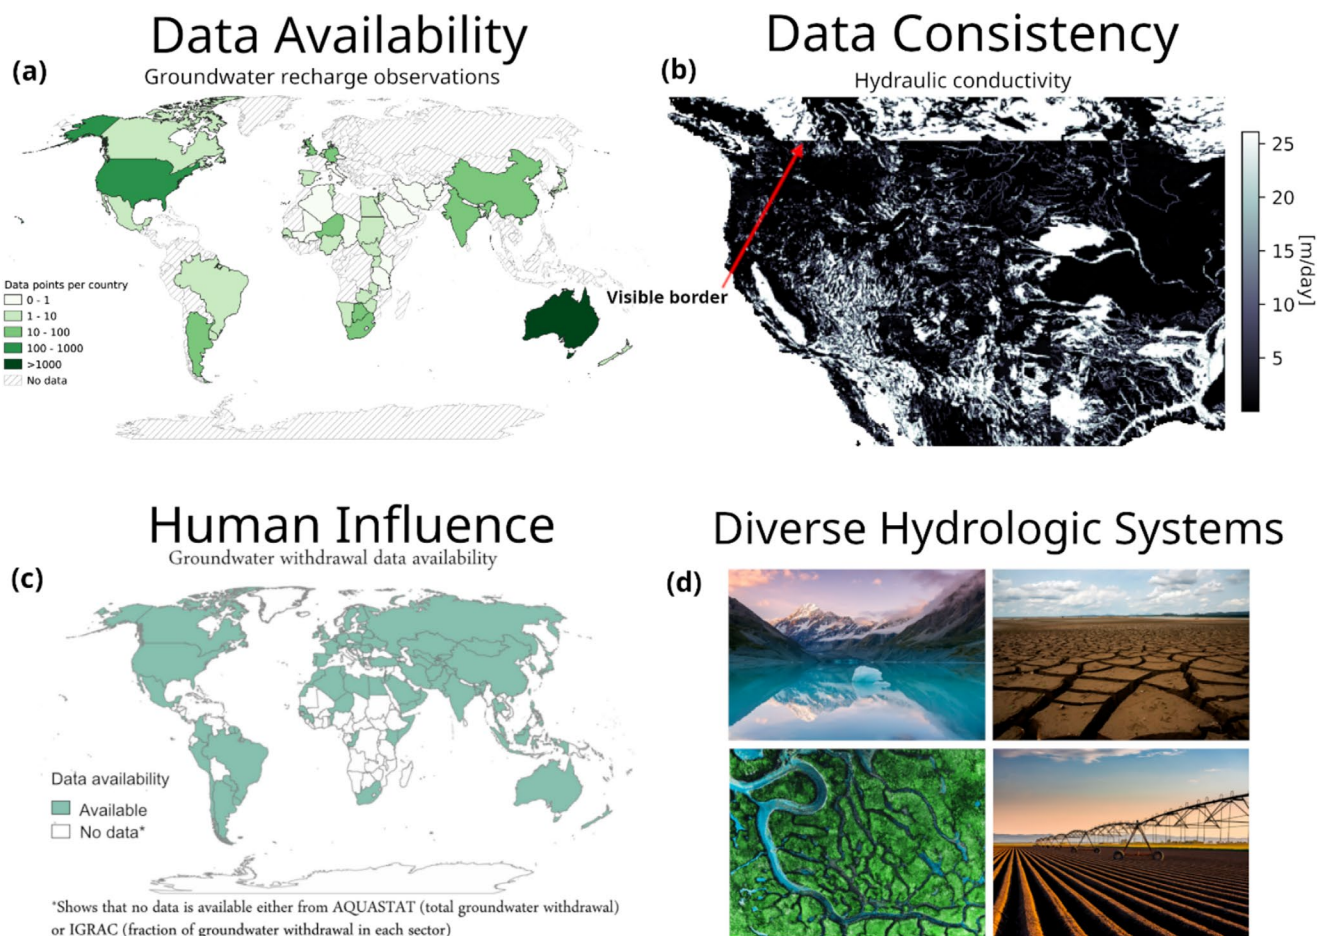 Data Availability
(a)
Groundwater recharge observations
Data points per country
0 - 1
1 - 10
10 - 100
100 - 1000
>1000
No data
Data Consistency
(b)
Hydraulic conductivity
Visible border
25
20
15
10
5
[m/day]
Human Influence
Groundwater withdrawal data availability
(c)
Data availability
Available
No data*
*Shows that no data is available either from AQUASTAT (total groundwater withdrawal)
or IGRAC (fraction of groundwater withdrawal in each sector)
Diverse Hydrologic Systems
(d)